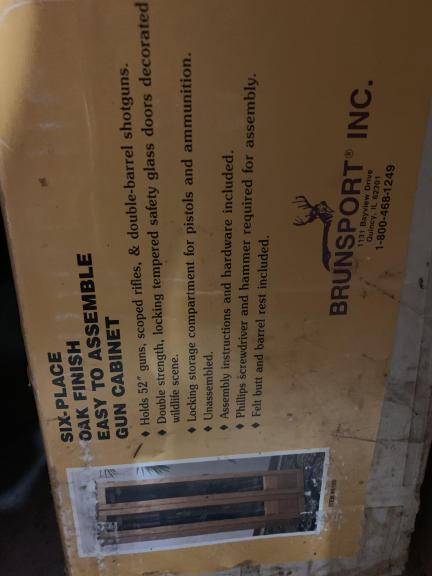 SIX-PLACE
OAK FINISH
EASY TO ASSEMBLE
GUN CABINET
♦ Holds 52" guns, scoped rifles, & double-barrel shotguns.
♦ Double strength, locking tempered safety glass doors decorated
wildlife scene.
♦ Locking storage compartment for pistols and ammunition.
♦ Unassembled.
♦ Assembly instructions and hardware included.
♦ Phillips screwdriver and hammer required for assembly.
♦ Felt butt and barrel rest included.
BRUNSPORT® INC.
1131 Bayview Drive
Quincy, IL 62301
1-800-468-1249